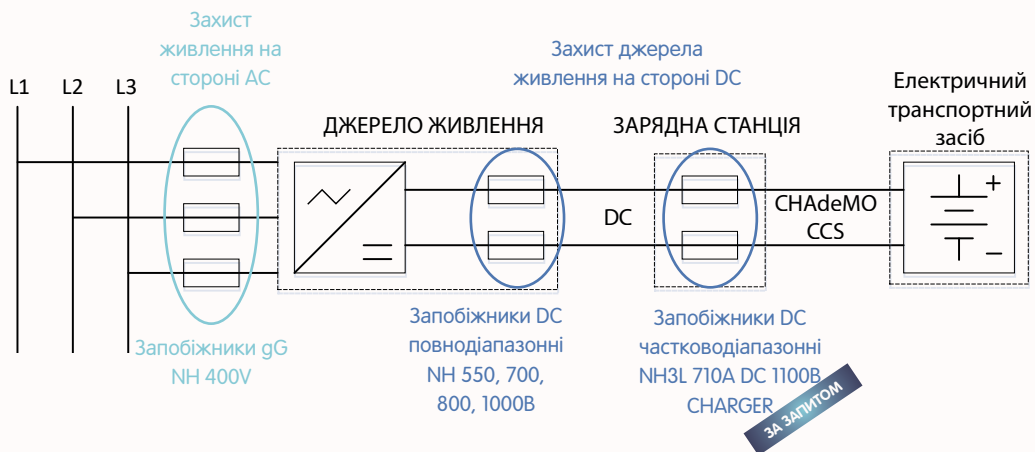 Захист
живлення на
стороні AC
Захист джерела
живлення на стороні DC
L1 L2 L3
ДЖЕРЕЛО ЖИВЛЕННЯ
ЗАРЯДНА СТАНЦІЯ
Електричний
транспортний
засіб
DC
CHAdeMO
CCS
+
−
Запобіжники gG
NH 400V
Запобіжники DC
повнодіапазонні
NH 550, 700,
800, 1000В
Запобіжники DC
частководіапазонні
NH3L 710A DC 1100В
CHARGER
ЗА ЗАПИТОМ